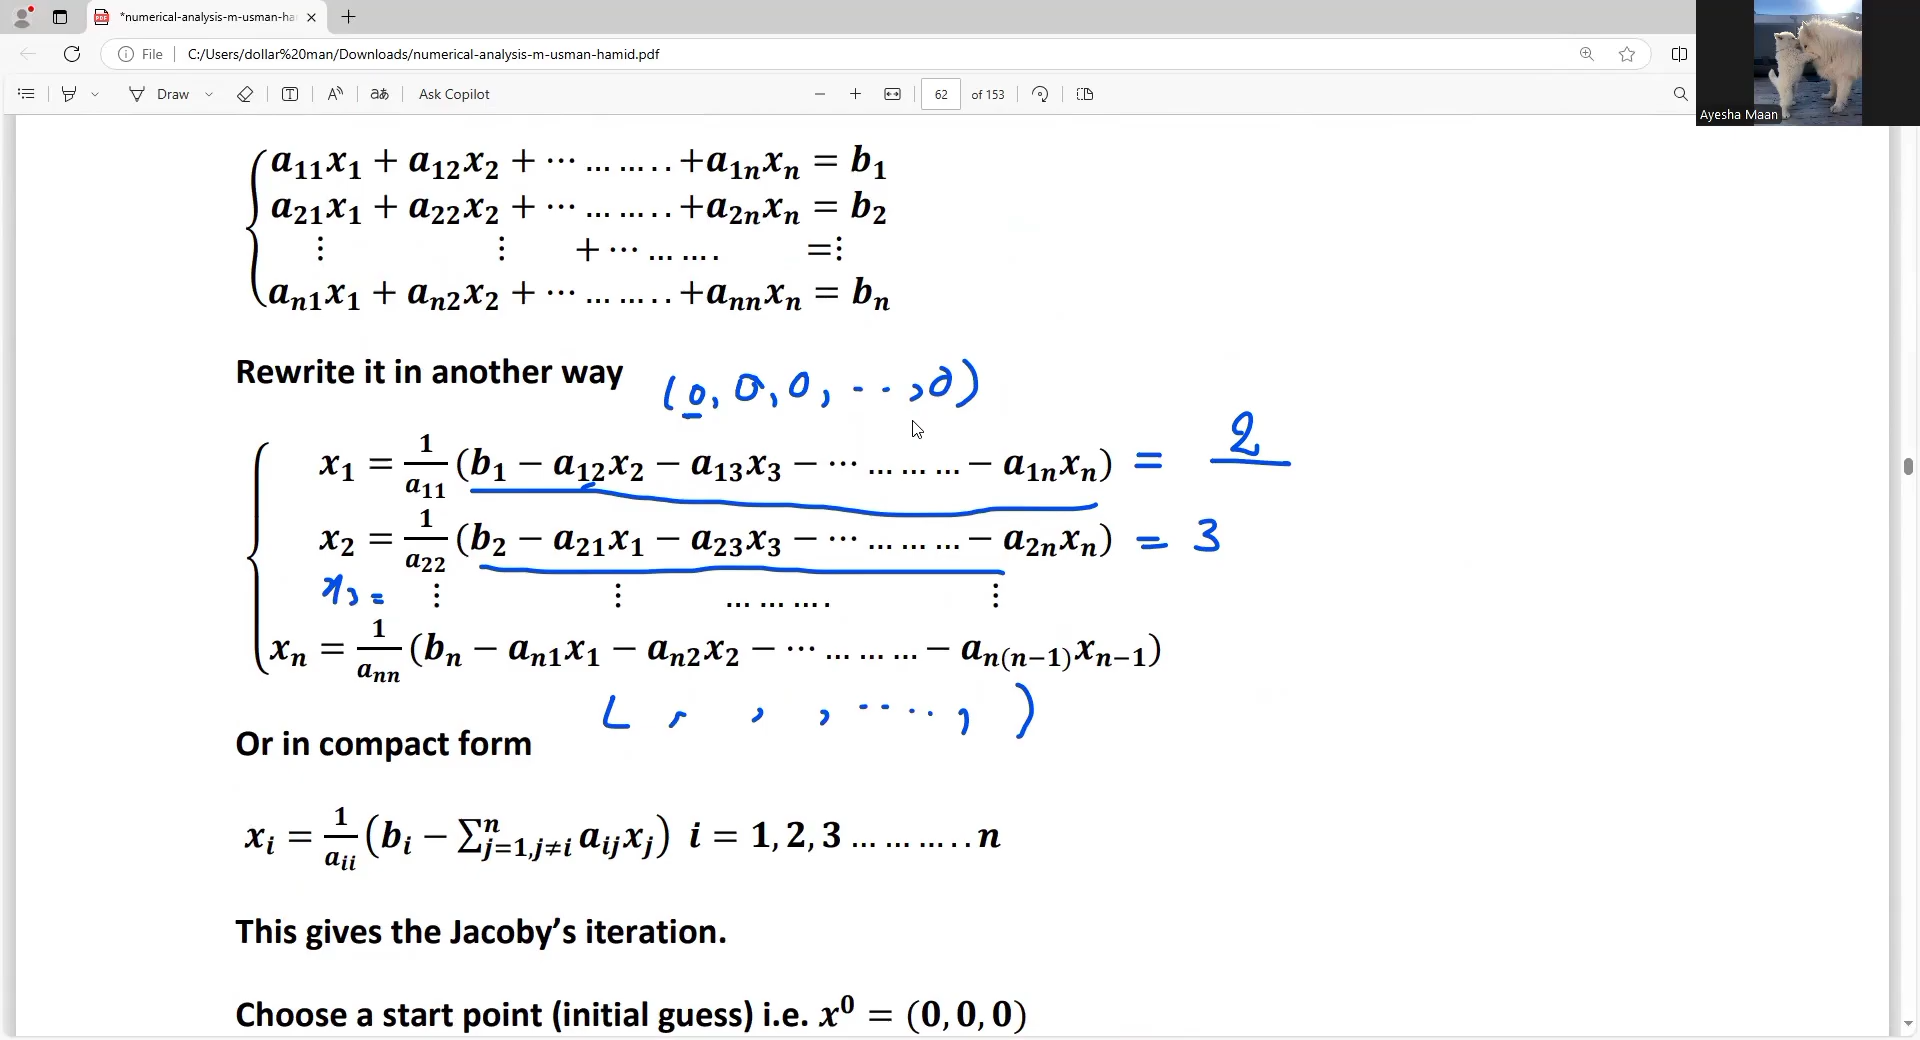 *numerical-analysis-m-usman-ha
File C:/Users/dollar%20man/Downloads/numerical-analysis-m-usman-hamid.pdf
Draw aあ Ask Copilot 62 of 153
Ayesha Maan
a₁₁x₁ + a₁₂x₂ + ⋯ … … . . +a₁ₙxₙ = b₁
a₂₁x₁ + a₂₂x₂ + ⋯ … … . . +a₂ₙxₙ = b₂
⋮ ⋮ + ⋯ … … . =⋮
aₙ₁x₁ + aₙ₂x₂ + ⋯ … … . . +aₙₙxₙ = bₙ
Rewrite it in another way (0, 0, 0, . . , 0)
x₁ = 1/a₁₁ (b₁ − a₁₂x₂ − a₁₃x₃ − ⋯ … … … − a₁ₙxₙ) = 2
x₂ = 1/a₂₂ (b₂ − a₂₁x₁ − a₂₃x₃ − ⋯ … … … − a₂ₙxₙ) = 3
x₃ = ⋮ ⋮ … … … . ⋮
xₙ = 1/aₙₙ (bₙ − aₙ₁x₁ − aₙ₂x₂ − ⋯ … … … − aₙ₍ₙ₋₁₎xₙ₋₁)
( , , , . . . . , )
Or in compact form
xᵢ = 1/aᵢᵢ (bᵢ − ∑ⁿⱼ₌₁,ⱼ≠ᵢ aᵢⱼxⱼ) i = 1, 2, 3 … … … . . n
This gives the Jacoby’s iteration.
Choose a start point (initial guess) i.e. x⁰ = (0, 0, 0)